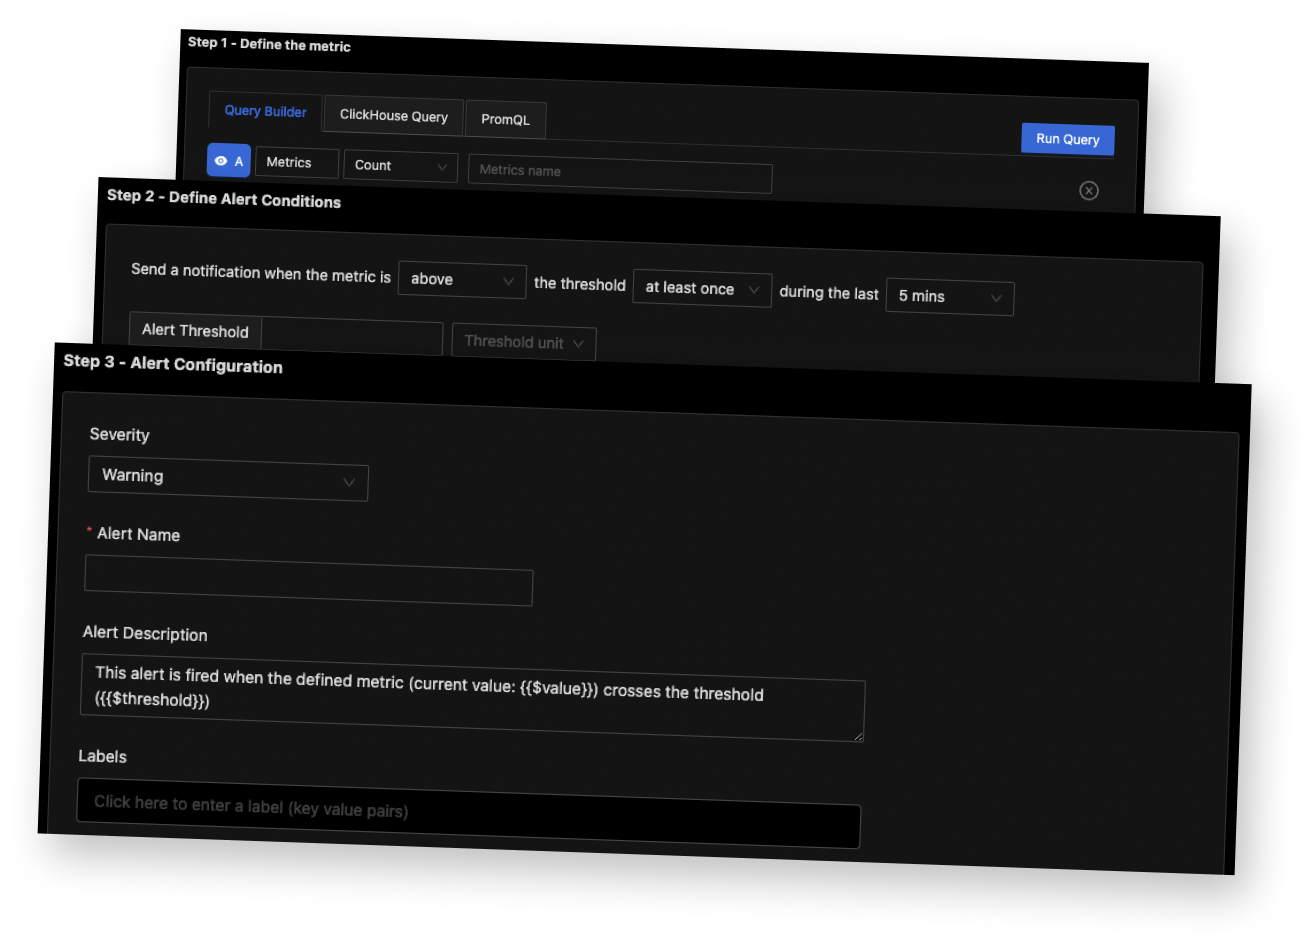 Step 1 - Define the metric
Query Builder
ClickHouse Query
PromQL
Run Query
A
Metrics
Count
Metrics name
Step 2 - Define Alert Conditions
Send a notification when the metric is above the threshold at least once during the last 5 mins
Alert Threshold
Threshold unit
Step 3 - Alert Configuration
Severity
Warning
* Alert Name
Alert Description
This alert is fired when the defined metric (current value: {{$value}}) crosses the threshold
({{$threshold}})
Labels
Click here to enter a label (key value pairs)